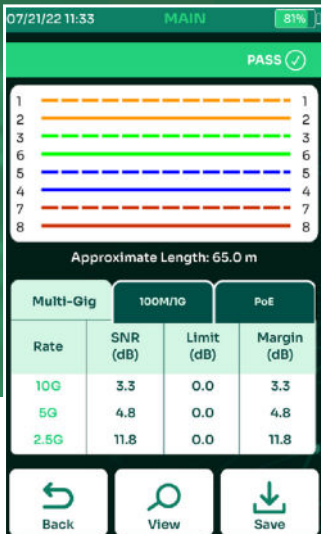 07/21/22 11:33 MAIN 81%
PASS
1 1
2 2
3 3
6 6
5 5
4 4
7 7
8 8
Approximate Length: 65.0 m
Multi-Gig 100M/1G PoE
Rate SNR (dB) Limit (dB) Margin (dB)
10G 3.3 0.0 3.3
5G 4.8 0.0 4.8
2.5G 11.8 0.0 11.8
Back View Save